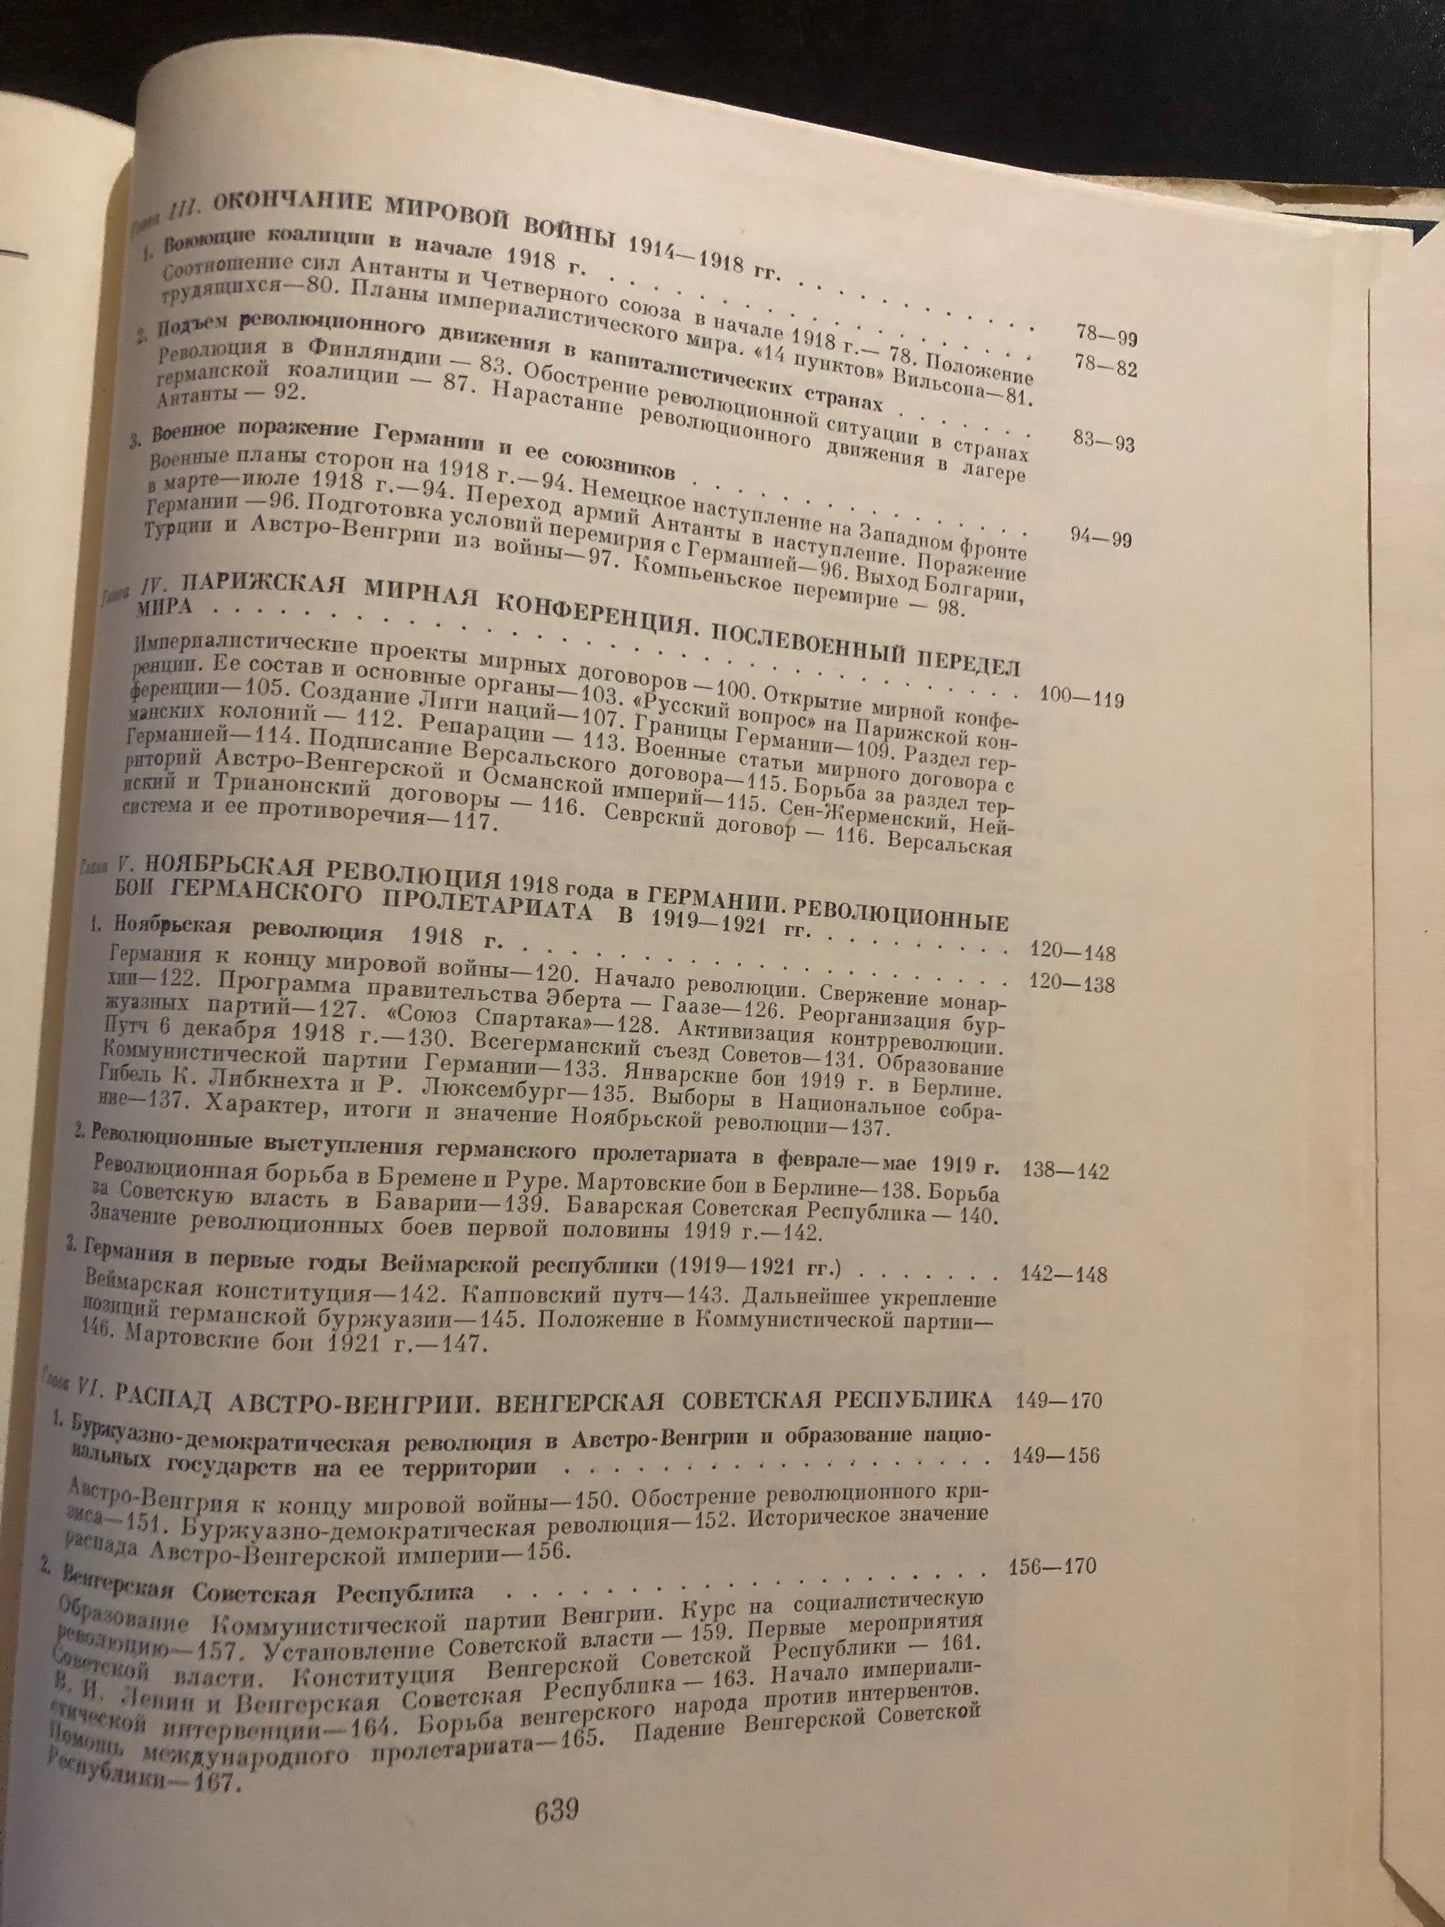 Глава III. ОКОНЧАНИЕ МИРОВОЙ ВОЙНЫ 1914—1918 гг. . . . . . . . . . . . . 78—99
1. Воюющие коалиции в начале 1918 г. . . . . . . . . . . . . . . . . . 78—82
Соотношение сил Антанты и Четверного союза в начале 1918 г.— 78. Положение
трудящихся—80. Планы империалистического мира. «14 пунктов» Вильсона—81.
2. Подъем революционного движения в капиталистических странах . . . . . . 83—93
Революция в Финляндии — 83. Обострение революционной ситуации в странах
германской коалиции — 87. Нарастание революционного движения в лагере
Антанты — 92.
3. Военное поражение Германии и ее союзников . . . . . . . . . . . . . . 94—99
Военные планы сторон на 1918 г.—94. Немецкое наступление на Западном фронте
в марте—июле 1918 г.—94. Переход армий Антанты в наступление. Поражение
Германии —96. Подготовка условий перемирия с Германией—96. Выход Болгарии,
Турции и Австро-Венгрии из войны—97. Компьеньское перемирие — 98.
Глава IV. ПАРИЖСКАЯ МИРНАЯ КОНФЕРЕНЦИЯ. ПОСЛЕВОЕННЫЙ ПЕРЕДЕЛ
МИРА . . . . . . . . . . . . . . . . . . . . . . . . . . . . . 100—119
Империалистические проекты мирных договоров —100. Открытие мирной конфе-
ренции. Ее состав и основные органы—103. «Русский вопрос» на Парижской кон-
ференции—105. Создание Лиги наций—107. Границы Германии—109. Раздел гер-
манских колоний — 112. Репарации — 113. Военные статьи мирного договора с
Германией—114. Подписание Версальского договора—115. Борьба за раздел тер-
риторий Австро-Венгерской и Османской империй—115. Сен-Жерменский, Ней-
иский и Трианонский договоры — 116. Севрский договор — 116. Версальская
система и ее противоречия—117.
Глава V. НОЯБРЬСКАЯ РЕВОЛЮЦИЯ 1918 года в ГЕРМАНИИ. РЕВОЛЮЦИОННЫЕ
БОИ ГЕРМАНСКОГО ПРОЛЕТАРИАТА В 1919—1921 гг. . . . . . . . . . 120—148
1. Ноябрьская революция 1918 г. . . . . . . . . . . . . . . . . . . . 120—138
Германия к концу мировой войны—120. Начало революции. Свержение монар-
хии—122. Программа правительства Эберта — Гаазе—126. Реорганизация бур-
жуазных партий—127. «Союз Спартака»—128. Активизация контрреволюции.
Путч 6 декабря 1918 г.—130. Всегерманский съезд Советов—131. Образование
Коммунистической партии Германии—133. Январские бои 1919 г. в Берлине.
Гибель К. Либкнехта и Р. Люксембург—135. Выборы в Национальное собра-
ние—137. Характер, итоги и значение Ноябрьской революции—137.
2. Революционные выступления германского пролетариата в феврале—мае 1919 г. 138—142
Революционная борьба в Бремене и Руре. Мартовские бои в Берлине—138. Борьба
за Советскую власть в Баварии—139. Баварская Советская Республика — 140.
Значение революционных боев первой половины 1919 г.—142.
3. Германия в первые годы Веймарской республики (1919—1921 гг.) . . . . . . . 142—148
Веймарская конституция—142. Капповский путч—143. Дальнейшее укрепление
позиций германской буржуазии—145. Положение в Коммунистической партии—
146. Мартовские бои 1921 г.—147.
Глава VI. РАСПАД АВСТРО-ВЕНГРИИ. ВЕНГЕРСКАЯ СОВЕТСКАЯ РЕСПУБЛИКА 149—170
1. Буржуазно-демократическая революция в Австро-Венгрии и образование нацио-
нальных государств на ее территории . . . . . . . . . . . . . . . . . . 149—156
Австро-Венгрия к концу мировой войны—150. Обострение революционного кри-
зиса—151. Буржуазно-демократическая революция—152. Историческое значение
распада Австро-Венгерской империи—156.
2. Венгерская Советская Республика . . . . . . . . . . . . . . . . . . . 156—170
Образование Коммунистической партии Венгрии. Курс на социалистическую
революцию—157. Установление Советской власти — 159. Первые мероприятия
Советской власти. Конституция Венгерской Советской Республики — 161.
В. И. Ленин и Венгерская Советская Республика — 163. Начало империали-
стической интервенции—164. Борьба венгерского народа против интервентов.
Помощь международного пролетариата—165. Падение Венгерской Советской
Республики—167.
639